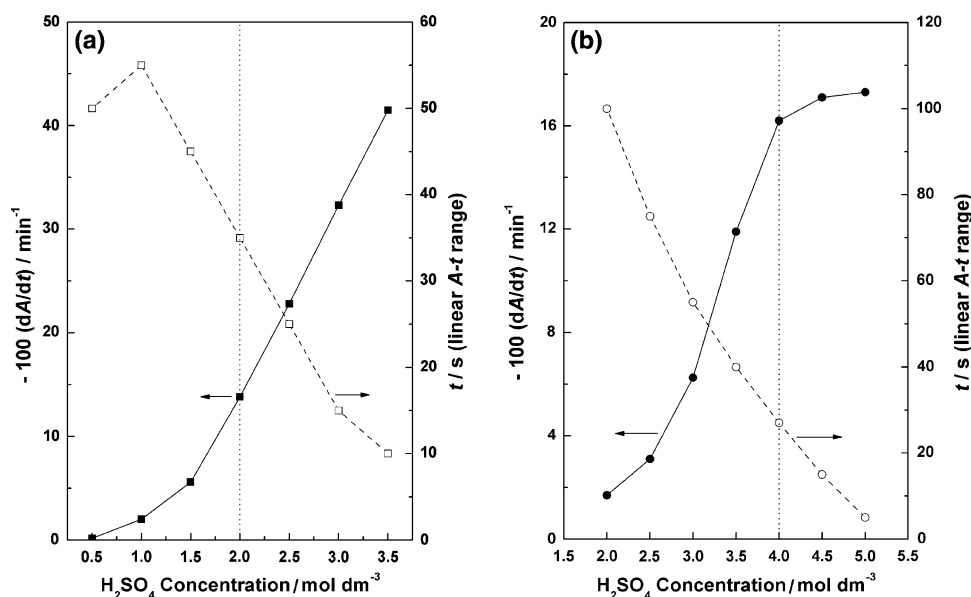 (a)
50
40
30
20
10
0
- 100 (dA/dt) / min⁻¹
60
50
40
30
20
10
0
t / s (linear A-t range)
0.5 1.0 1.5 2.0 2.5 3.0 3.5
H₂SO₄ Concentration / mol dm⁻³
(b)
20
16
12
8
4
0
- 100 (dA/dt) / min⁻¹
120
100
80
60
40
20
0
t / s (linear A-t range)
1.5 2.0 2.5 3.0 3.5 4.0 4.5 5.0 5.5
H₂SO₄ Concentration / mol dm⁻³